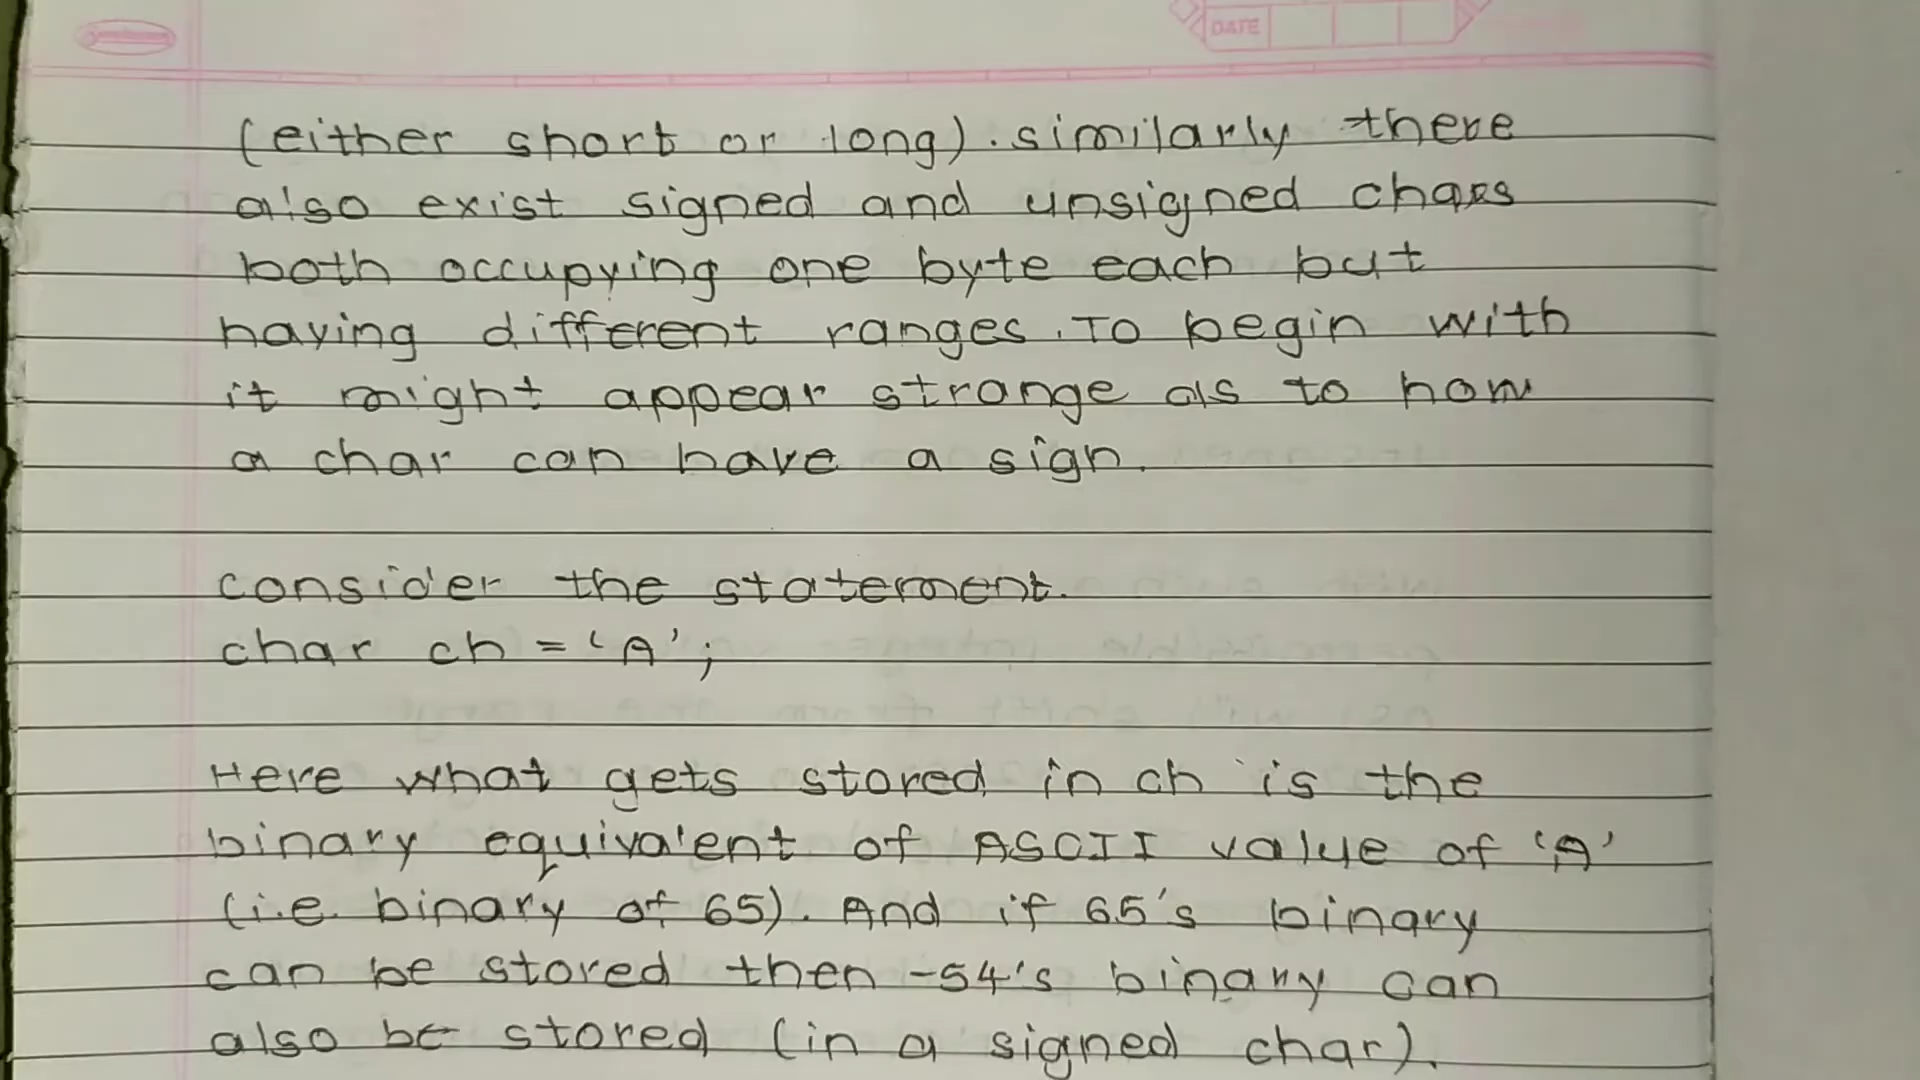 DATE
(either short or long). similarly there
also exist signed and unsigned chars
both occupying one byte each but
having different ranges. To begin with
it might appear strange as to how
a char can have a sign.
consider the statement.
char ch = 'A';
Here what gets stored in ch is the
binary equivalent of ASCII value of 'A'
(i.e. binary of 65). And if 65's binary
can be stored then -54's binary can
also be stored (in a signed char).